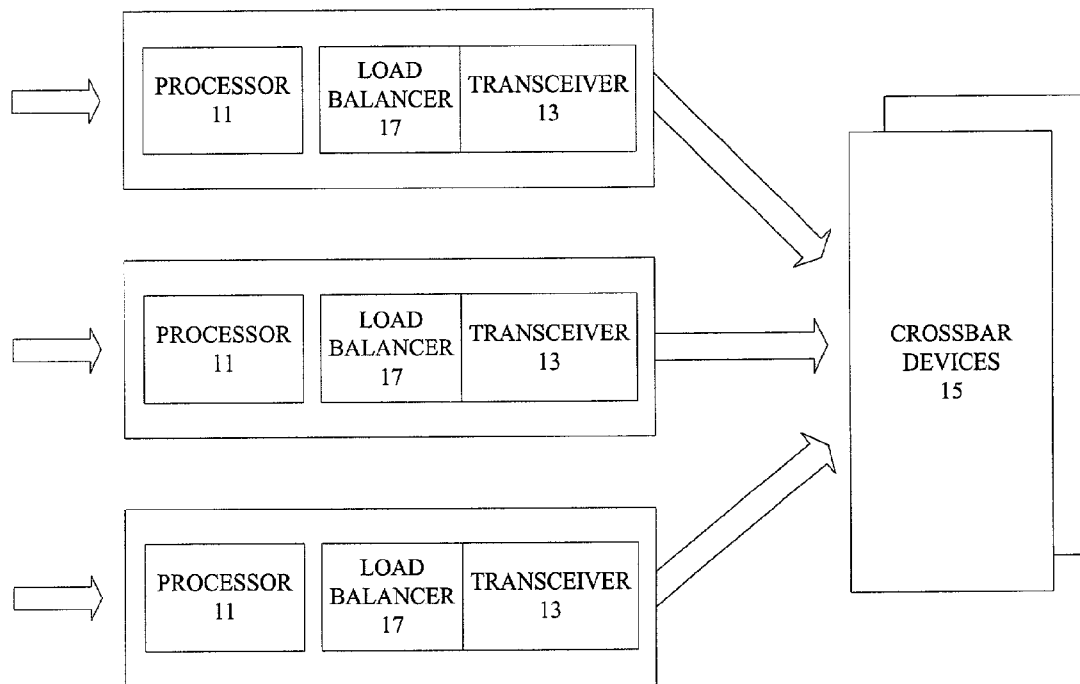 PROCESSOR
11
LOAD
BALANCER
17
TRANSCEIVER
13
PROCESSOR
11
LOAD
BALANCER
17
TRANSCEIVER
13
CROSSBAR
DEVICES
15
PROCESSOR
11
LOAD
BALANCER
17
TRANSCEIVER
13